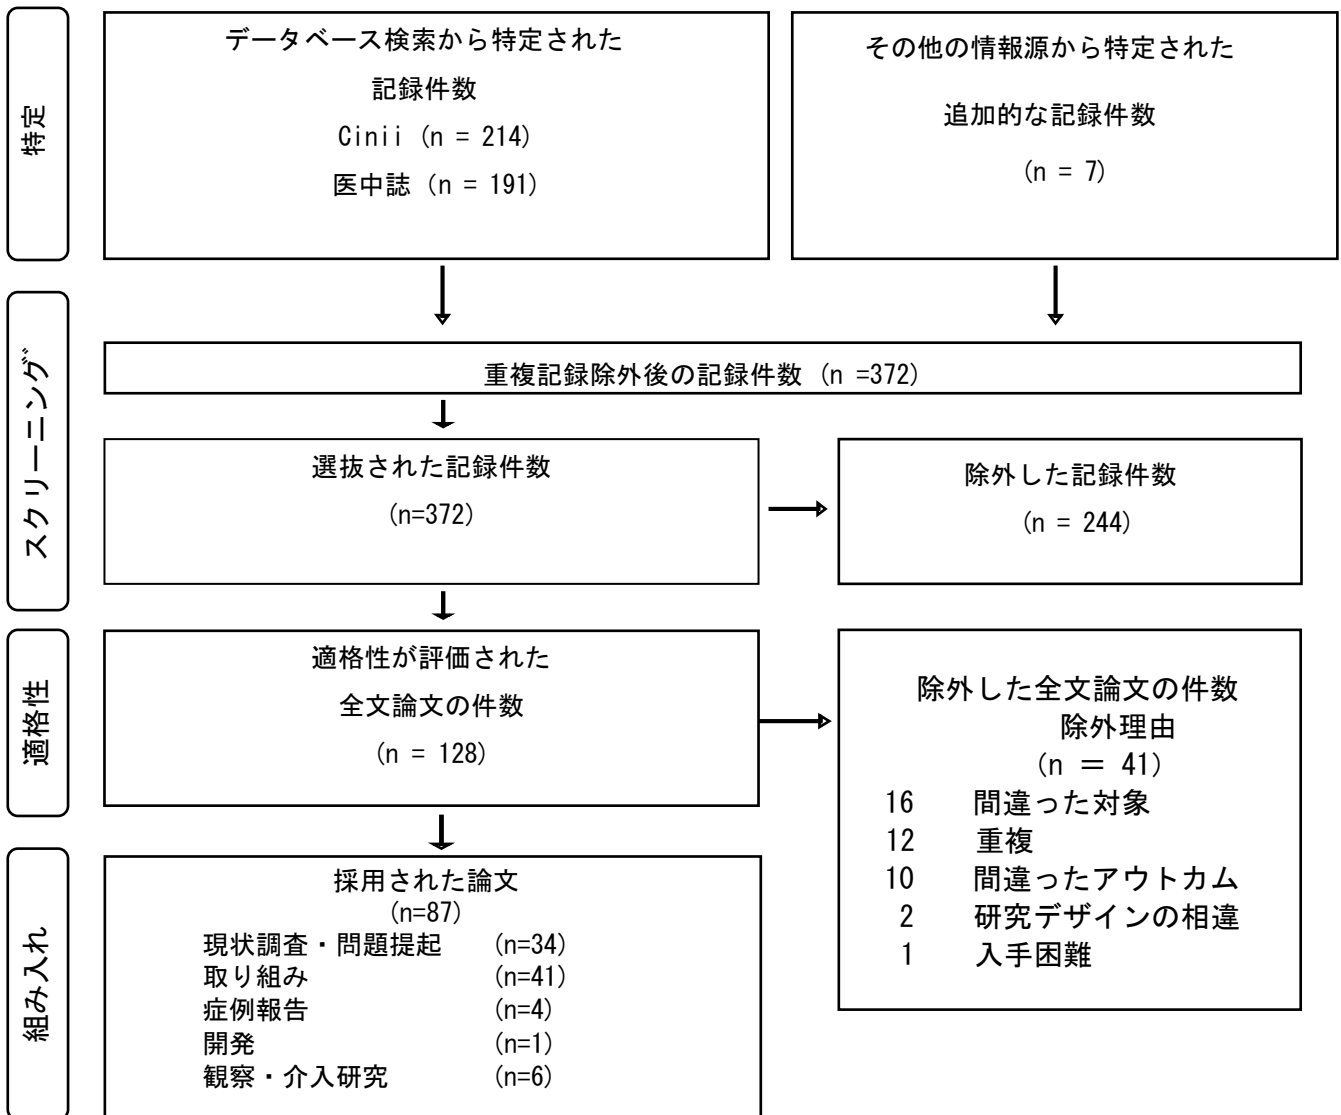 特定
データベース検索から特定された
記録件数
Cinii (n = 214)
医中誌 (n = 191)
その他の情報源から特定された
追加的な記録件数
(n = 7)
スクリーニング
重複記録除外後の記録件数 (n =372)
選抜された記録件数
(n=372)
除外した記録件数
(n = 244)
適格性
適格性が評価された
全文論文の件数
(n = 128)
除外した全文論文の件数
除外理由
(n = 41)
16 間違った対象
12 重複
10 間違ったアウトカム
2 研究デザインの相違
1 入手困難
組み入れ
採用された論文
(n=87)
現状調査・問題提起 (n=34)
取り組み (n=41)
症例報告 (n=4)
開発 (n=1)
観察・介入研究 (n=6)